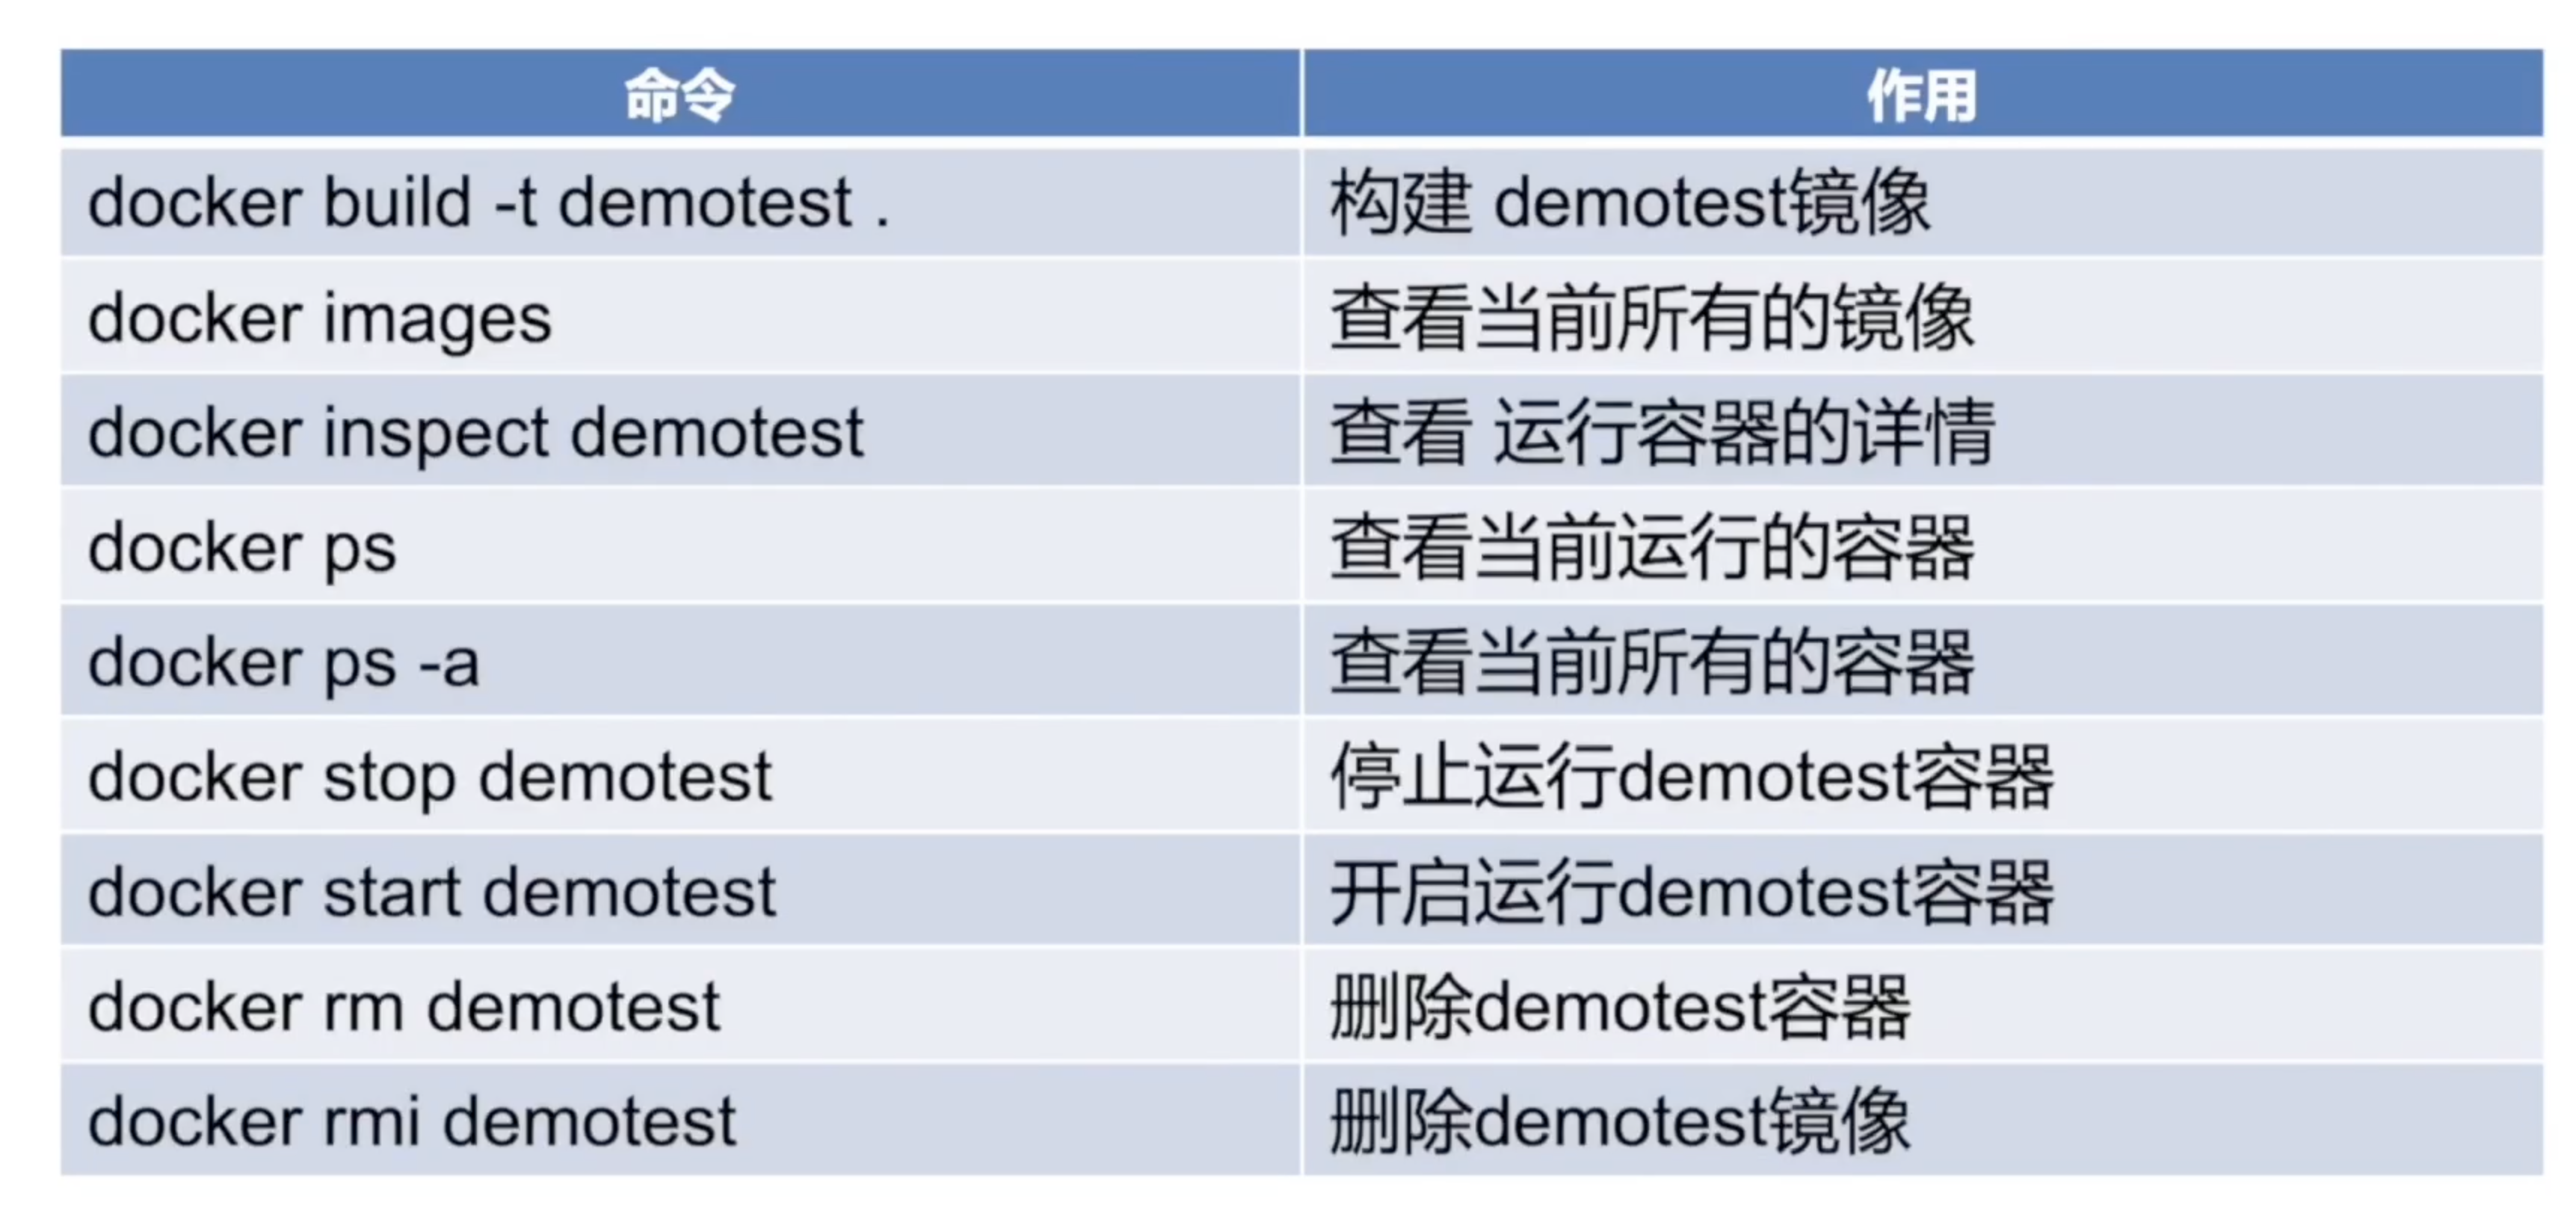 命令 作用
docker build -t demotest . 构建 demotest镜像
docker images 查看当前所有的镜像
docker inspect demotest 查看 运行容器的详情
docker ps 查看当前运行的容器
docker ps -a 查看当前所有的容器
docker stop demotest 停止运行demotest容器
docker start demotest 开启运行demotest容器
docker rm demotest 删除demotest容器
docker rmi demotest 删除demotest镜像